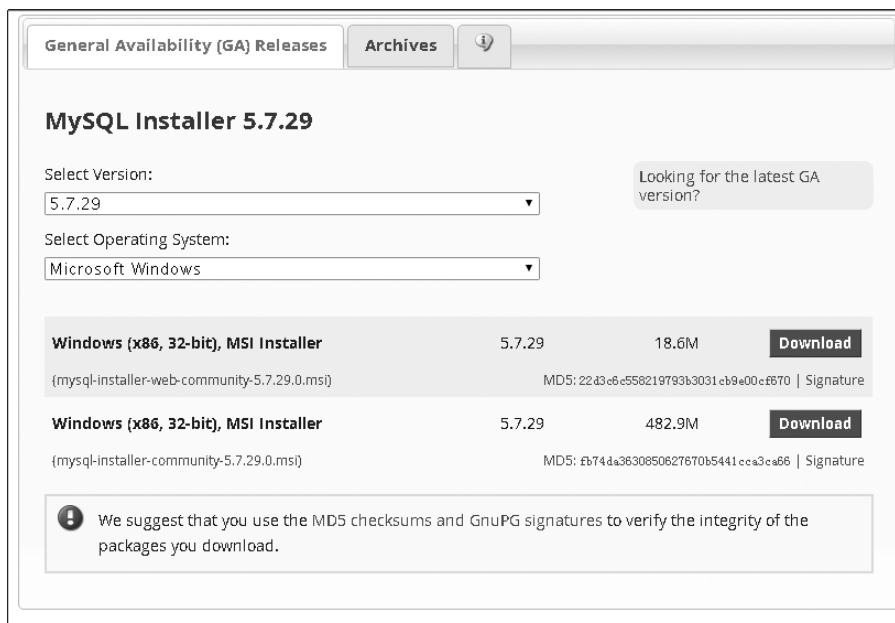 General Availability (GA) Releases
Archives
MySQL Installer 5.7.29
Select Version:
5.7.29
Looking for the latest GA
version?
Select Operating System:
Microsoft Windows
Windows (x86, 32-bit), MSI Installer 5.7.29 18.6M Download
(mysql-installer-web-community-5.7.29.0.msi) MD5: 22d3c6c558219793b3031cb9e00cf670 | Signature
Windows (x86, 32-bit), MSI Installer 5.7.29 482.9M Download
(mysql-installer-community-5.7.29.0.msi) MD5: fb74da3630850627670b5441cca3ca66 | Signature
We suggest that you use the MD5 checksums and GnuPG signatures to verify the integrity of the
packages you download.